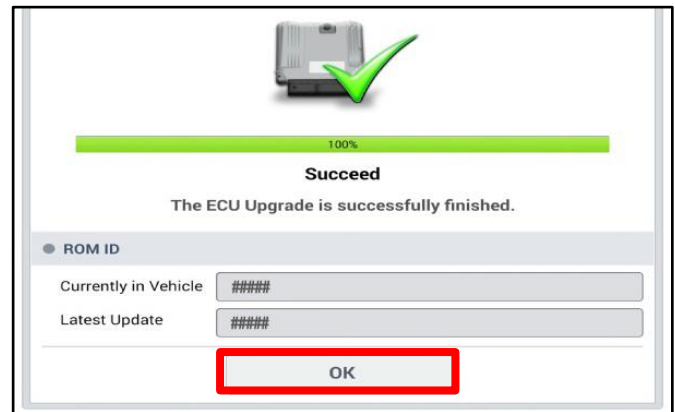 100%
Succeed
The ECU Upgrade is successfully finished.
ROM ID
Currently in Vehicle #####
Latest Update #####
OK